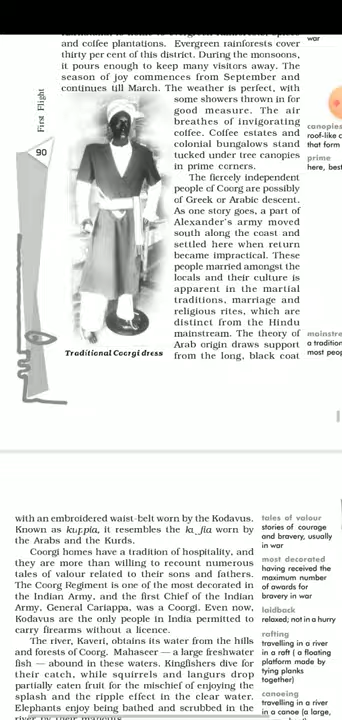 and coffee plantations. Evergreen rainforests cover
thirty per cent of this district. During the monsoons,
it pours enough to keep many visitors away. The
season of joy commences from September and
continues till March. The weather is perfect, with
some showers thrown in for
good measure. The air
breathes of invigorating
coffee. Coffee estates and
colonial bungalows stand
tucked under tree canopies
in prime corners.
The fiercely independent
people of Coorg are possibly
of Greek or Arabic descent.
As one story goes, a part of
Alexander's army moved
south along the coast and
settled here when return
became impractical. These
people married amongst the
locals and their culture is
apparent in the martial
traditions, marriage and
religious rites, which are
distinct from the Hindu
mainstream. The theory of
Arab origin draws support
from the long, black coat
First Flight
90
Traditional Coorgi dress
war
canopies
roof-like c
that form
prime
here, best
mainstre
a tradition
most peop
with an embroidered waist-belt worn by the Kodavus.
Known as kuppia, it resembles the kuffia worn by
the Arabs and the Kurds.
Coorgi homes have a tradition of hospitality, and
they are more than willing to recount numerous
tales of valour related to their sons and fathers.
The Coorg Regiment is one of the most decorated in
the Indian Army, and the first Chief of the Indian
Army, General Cariappa, was a Coorgi. Even now,
Kodavus are the only people in India permitted to
carry firearms without a licence.
The river, Kaveri, obtains its water from the hills
and forests of Coorg. Mahaseer — a large freshwater
fish — abound in these waters. Kingfishers dive for
their catch, while squirrels and langurs drop
partially eaten fruit for the mischief of enjoying the
splash and the ripple effect in the clear water.
Elephants enjoy being bathed and scrubbed in the
river by their mahouts.
tales of valour
stories of courage
and bravery, usually
in war
most decorated
having received the
maximum number
of awards for
bravery in war
laidback
relaxed; not in a hurry
rafting
travelling in a river
in a raft ( a floating
platform made by
tying planks
together)
canoeing
travelling in a river
in a canoe (a large,